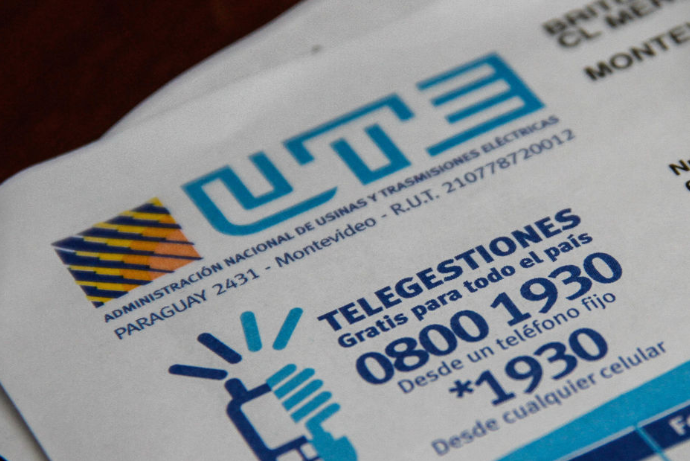 UTE
ADMINISTRACIÓN NACIONAL DE USINAS Y TRASMISIONES ELÉCTRICAS
PARAGUAY 2431 - Montevideo - R.U.T. 210778720012
TELEGESTIONES
Gratis para todo el país
0800 1930
Desde un teléfono fijo
*1930
Desde cualquier celular
CL